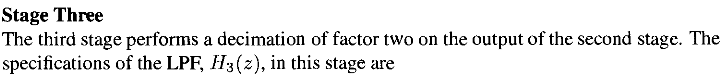 Stage Three
The third stage performs a decimation of factor two on the output of the second stage. The
specifications of the LPF, H₃(z), in this stage are